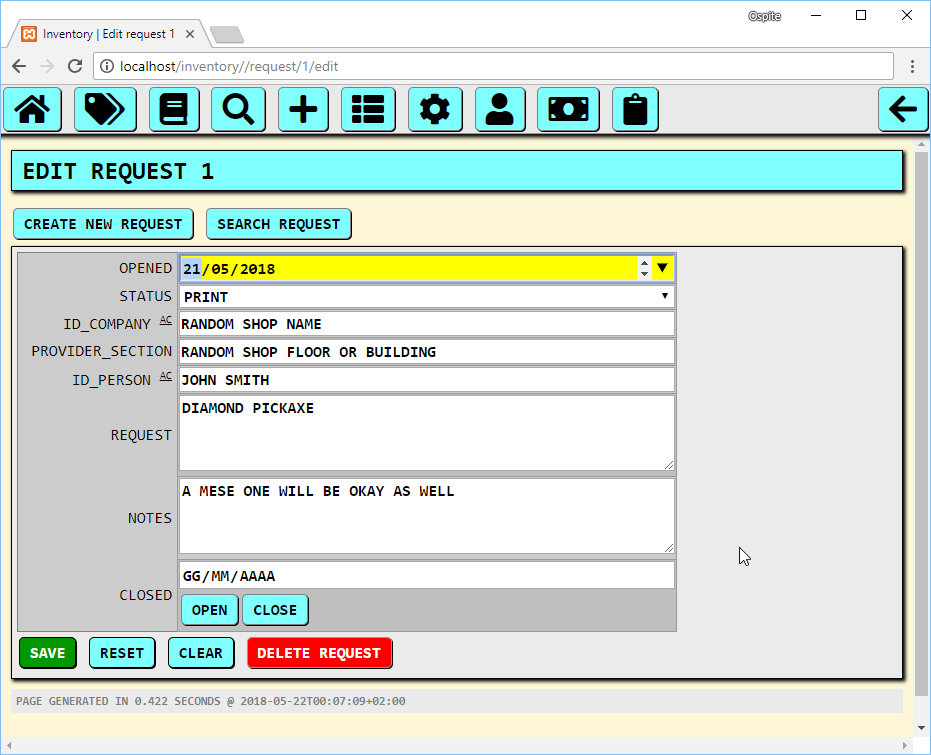 Ospite
Inventory | Edit request 1
localhost/inventory//request/1/edit
EDIT REQUEST 1
CREATE NEW REQUEST SEARCH REQUEST
OPENED 21/05/2018
STATUS PRINT
ID_COMPANY AC RANDOM SHOP NAME
PROVIDER_SECTION RANDOM SHOP FLOOR OR BUILDING
ID_PERSON AC JOHN SMITH
REQUEST DIAMOND PICKAXE
NOTES A MESE ONE WILL BE OKAY AS WELL
CLOSED GG/MM/AAAA
OPEN CLOSE
SAVE RESET CLEAR DELETE REQUEST
PAGE GENERATED IN 0.422 SECONDS @ 2018-05-22T00:07:09+02:00